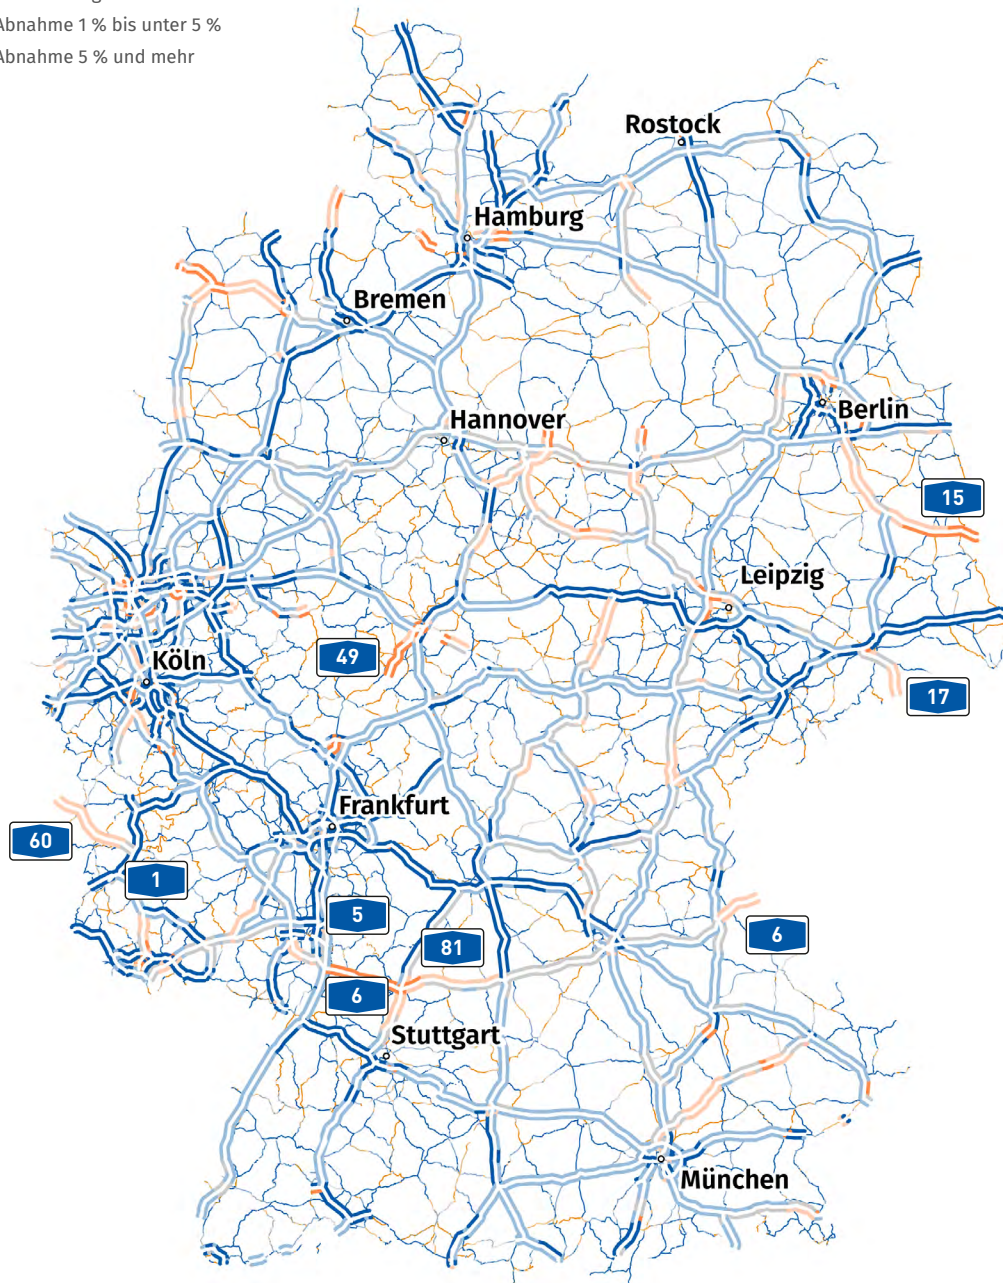 Abnahme 1 % bis unter 5 %
Abnahme 5 % und mehr
Rostock
Hamburg
Bremen
Hannover
Berlin
15
Leipzig
49
Köln
17
Frankfurt
60
1
5
81
6
6
Stuttgart
München